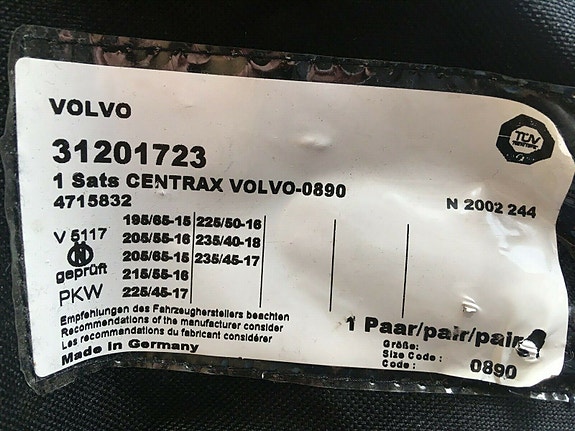 VOLVO
TÜV
31201723
1 Sats CENTRAX VOLVO-0890
4715832
N 2002 244
V 5117
N
geprüft
PKW
195/65-15 225/50-16
205/55-16 235/40-18
205/65-15 235/45-17
215/55-16
225/45-17
Empfehlungen des Fahrzeugherstellers beachten
Recommendations of the manufacturer consider
Les recommendations du fabricant considérer
Made In Germany
1 Paar/pair/pair
Größe:
Size Code :
Code : 0890